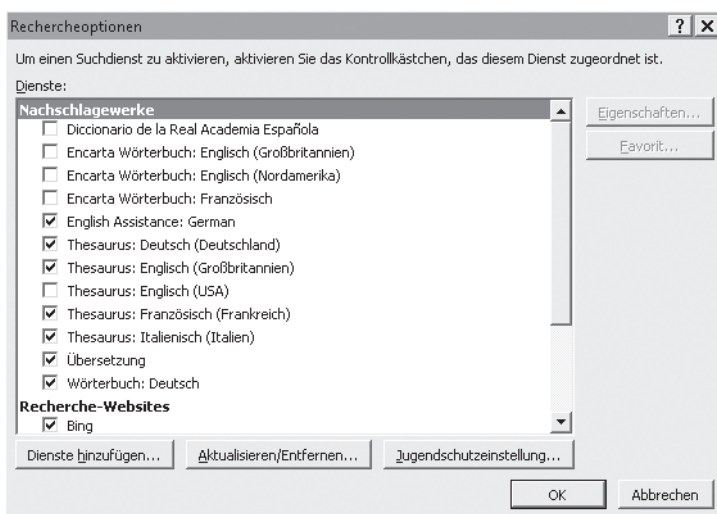 Rechercheoptionen
Um einen Suchdienst zu aktivieren, aktivieren Sie das Kontrollkästchen, das diesem Dienst zugeordnet ist.
Dienste:
Nachschlagewerke
Diccionario de la Real Academia Española
Encarta Wörterbuch: Englisch (Großbritannien)
Encarta Wörterbuch: Englisch (Nordamerika)
Encarta Wörterbuch: Französisch
English Assistance: German
Thesaurus: Deutsch (Deutschland)
Thesaurus: Englisch (Großbritannien)
Thesaurus: Englisch (USA)
Thesaurus: Französisch (Frankreich)
Thesaurus: Italienisch (Italien)
Übersetzung
Wörterbuch: Deutsch
Recherche-Websites
Bing
Eigenschaften...
Favorit...
Dienste hinzufügen... Aktualisieren/Entfernen... Jugendschutzeinstellung...
OK Abbrechen